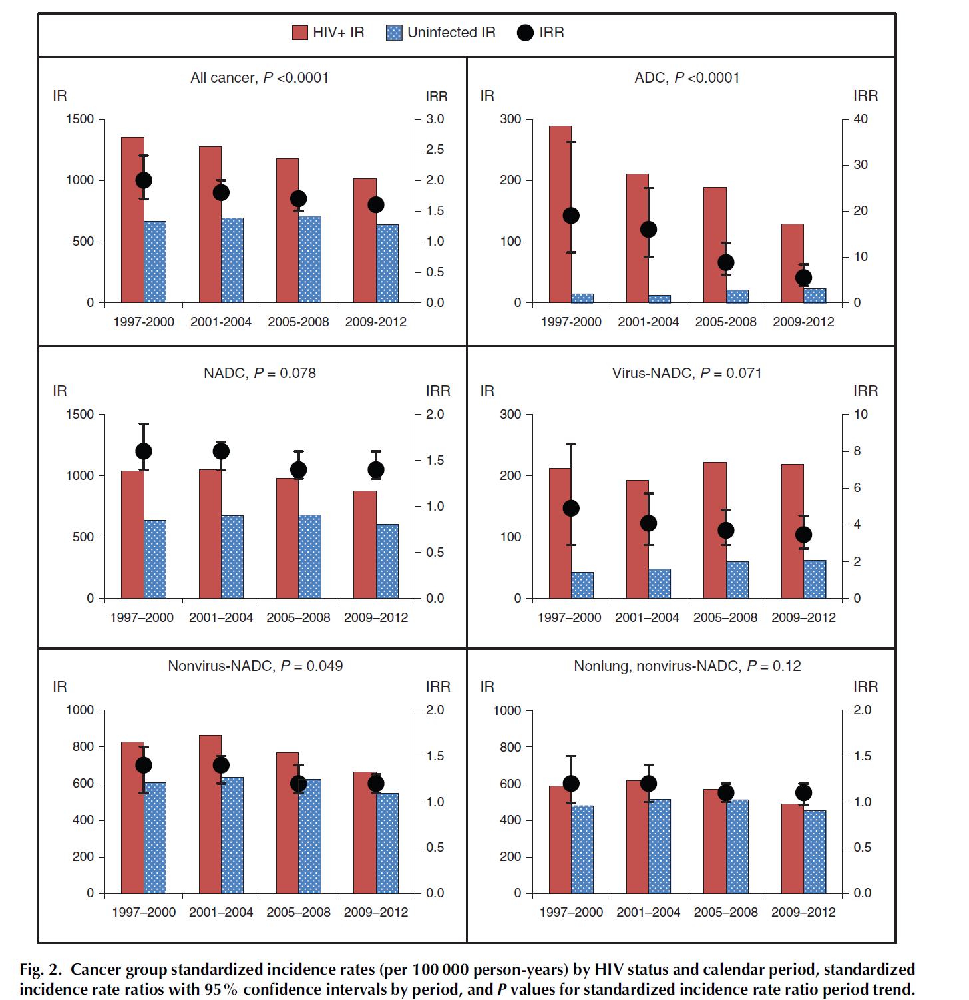 HIV+ IR Uninfected IR IRR
All cancer, P <0.0001
IR IRR
1500 3.0
2.5
1000 2.0
1.5
500 1.0
0.5
0 0.0
1997-2000 2001-2004 2005-2008 2009-2012
ADC, P <0.0001
IR IRR
300 40
30
200
20
100
10
0 0
1997-2000 2001-2004 2005-2008 2009-2012
NADC, P = 0.078
IR IRR
1500 2.0
1.5
1000
1.0
500
0.5
0 0.0
1997–2000 2001–2004 2005–2008 2009–2012
Virus-NADC, P = 0.071
IR IRR
300 10
8
200
6
4
100
2
0 0
1997–2000 2001–2004 2005–2008 2009–2012
Nonvirus-NADC, P = 0.049
IR IRR
1000 2.0
800
1.5
600
1.0
400
0.5
200
0 0.0
1997–2000 2001–2004 2005–2008 2009–2012
Nonlung, nonvirus-NADC, P = 0.12
IR IRR
1000 2.0
800
1.5
600
1.0
400
0.5
200
0 0.0
1997–2000 2001–2004 2005–2008 2009–2012
Fig. 2. Cancer group standardized incidence rates (per 100 000 person-years) by HIV status and calendar period, standardized
incidence rate ratios with 95% confidence intervals by period, and P values for standardized incidence rate ratio period trend.